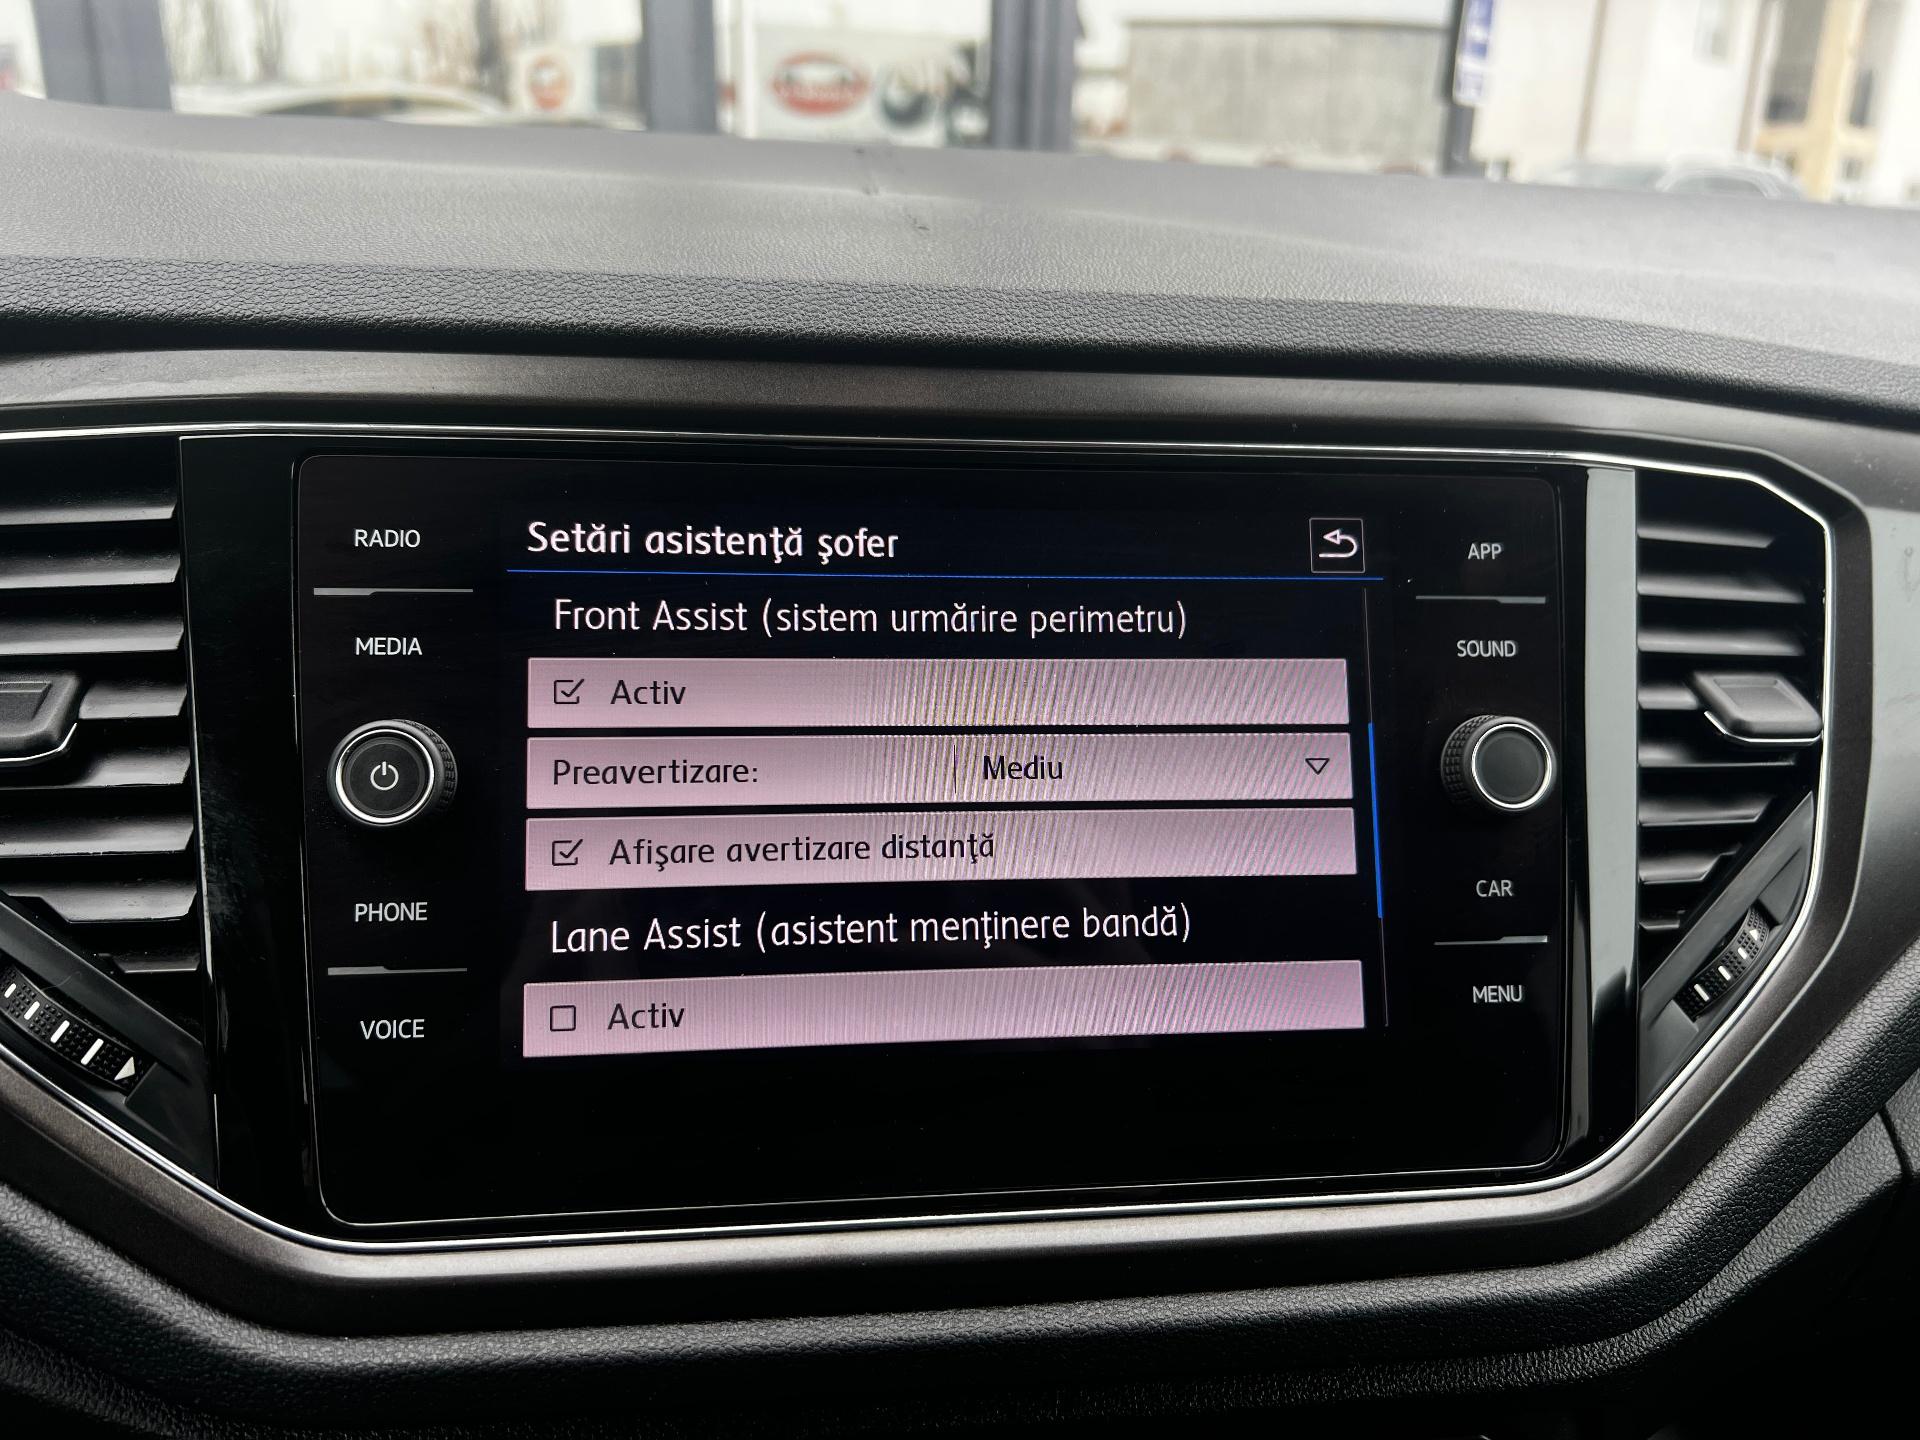 RADIO
MEDIA
PHONE
VOICE
Setări asistenţă şofer
Front Assist (sistem urmărire perimetru)
Activ
Preavertizare: Mediu
Afişare avertizare distanţă
Lane Assist (asistent menţinere bandă)
Activ
APP
SOUND
CAR
MENU